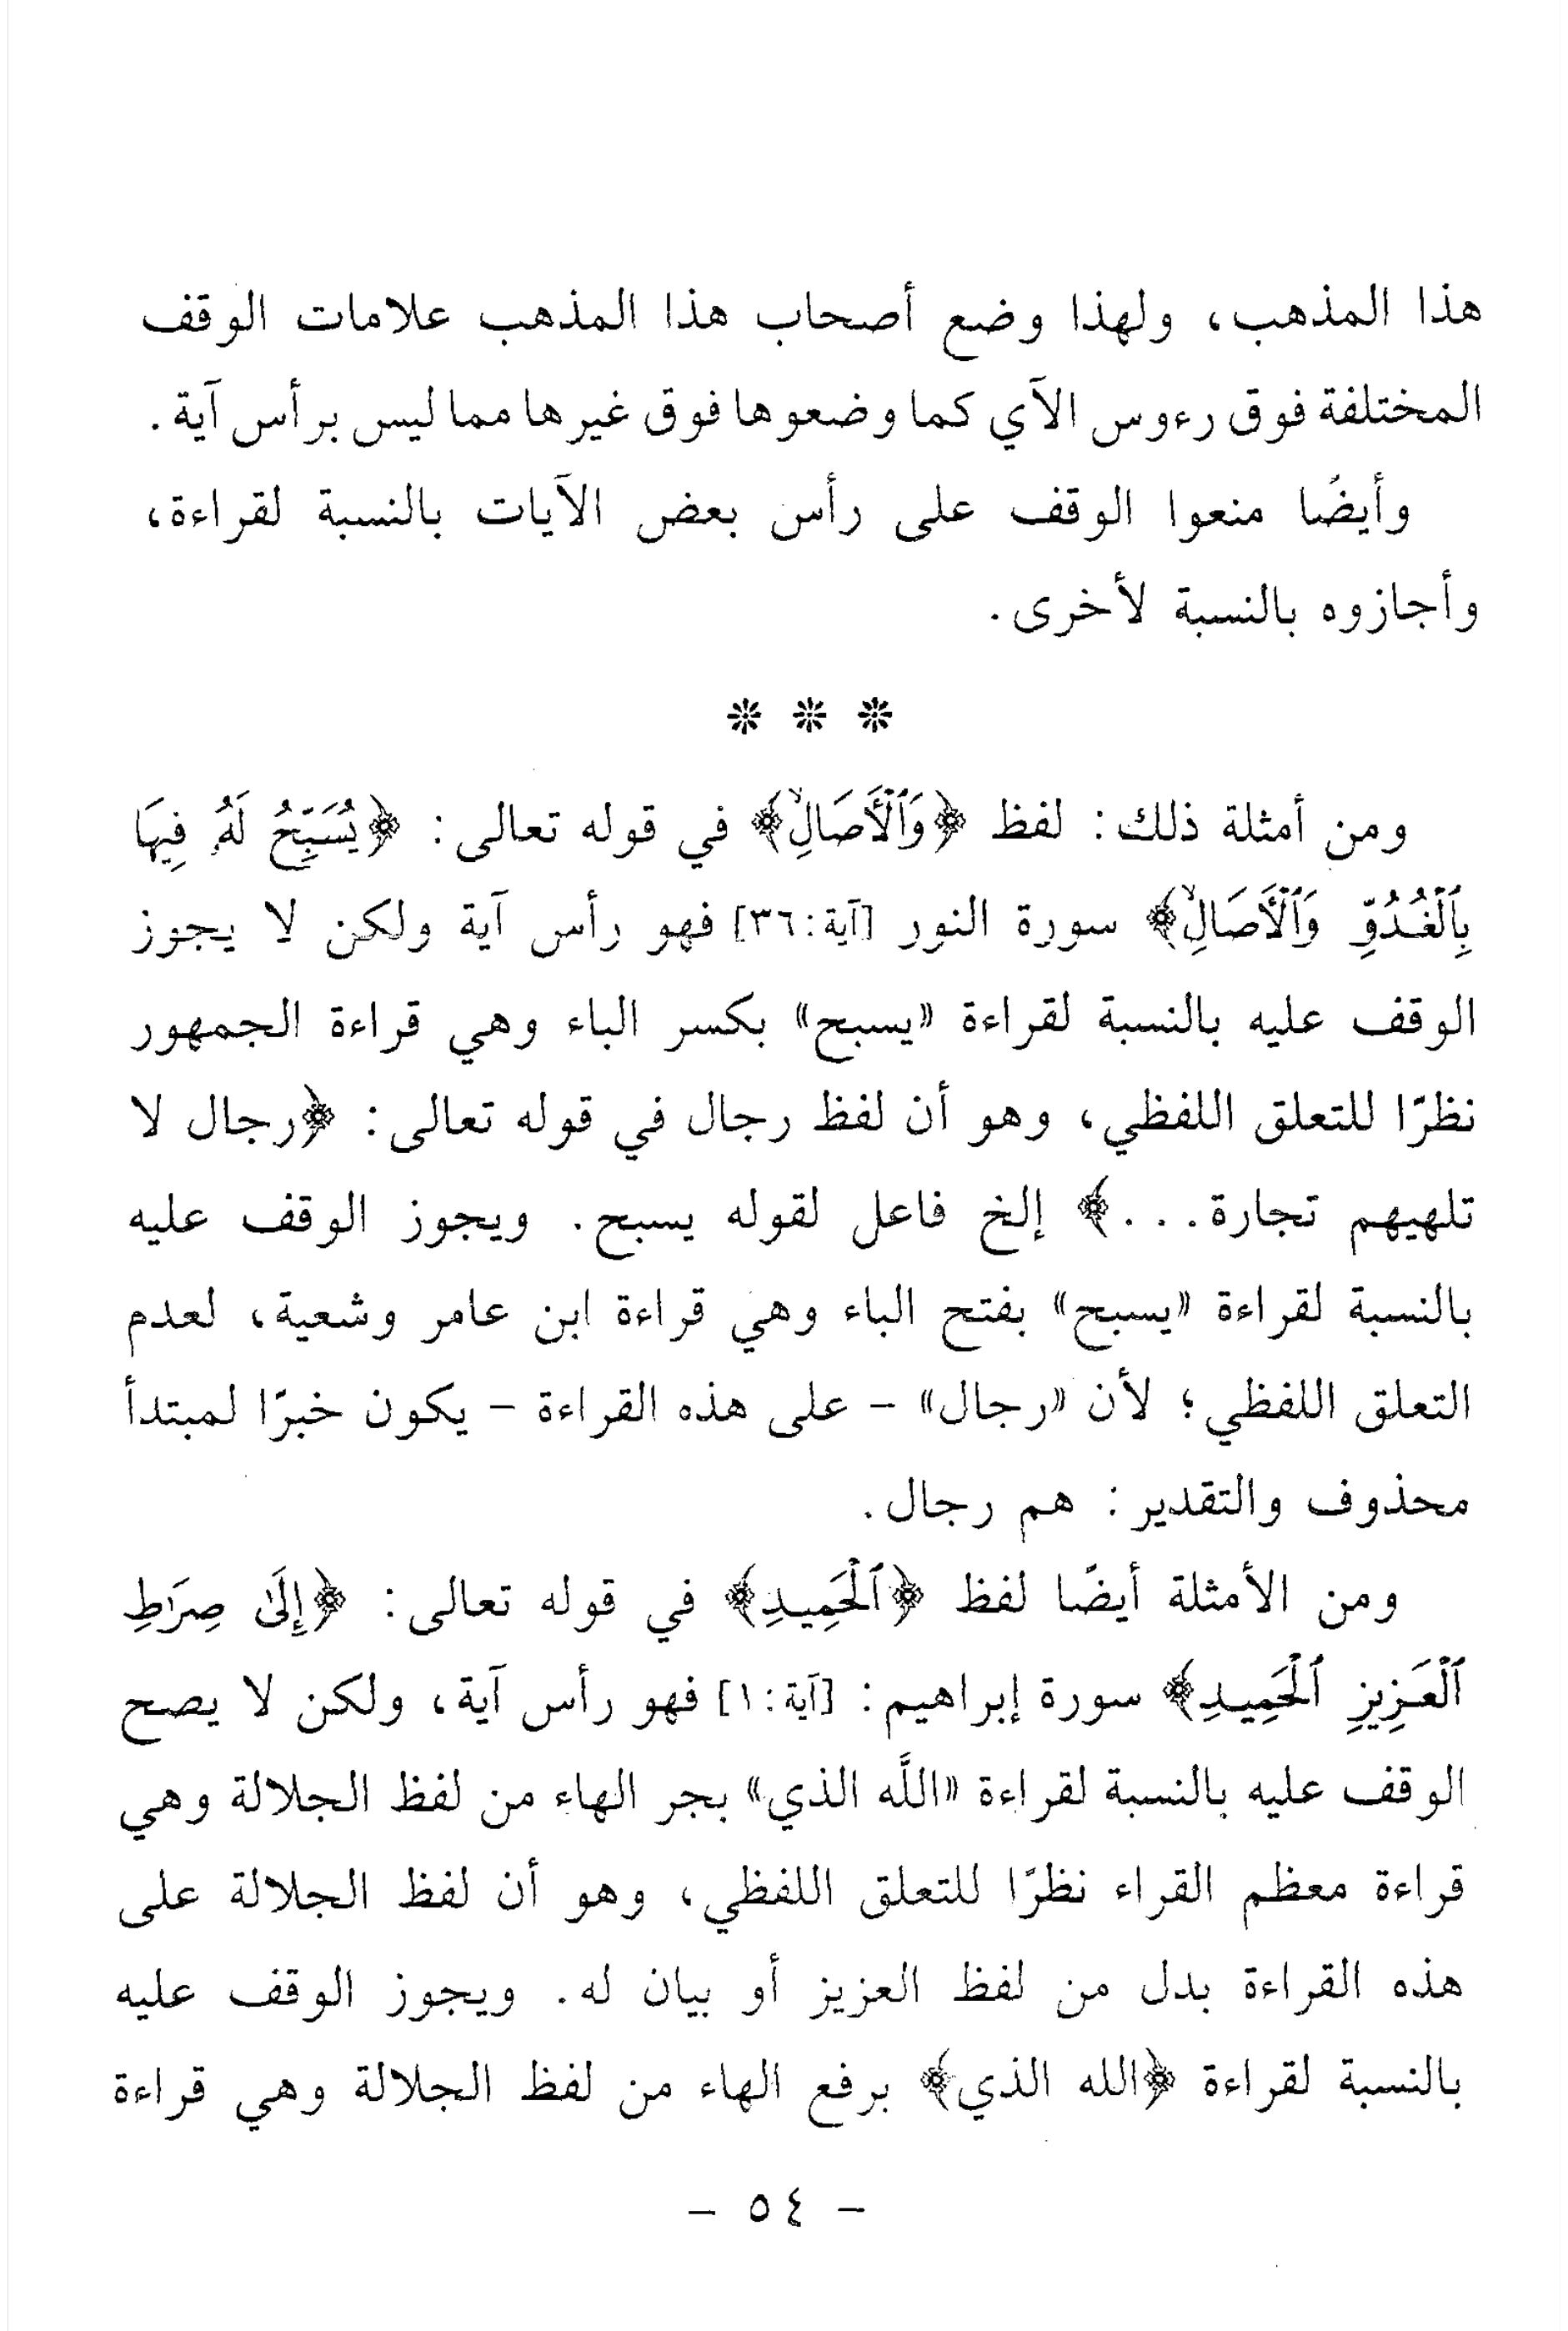 هذا المذهب، ولهذا وضع أصحاب هذا المذهب علامات الوقف
المختلفة فوق رءوس الآي كما وضعوها فوق غيرها مما ليس برأس آية.
وأيضًا منعوا الوقف على رأس بعض الآيات بالنسبة لقراءة،
وأجازوه بالنسبة لأخرى.
* * *
ومن أمثلة ذلك: لفظ ﴿وَٱلْأَصَالِۙ﴾ في قوله تعالى: ﴿يُسَبِّحُ لَهُۥ فِيهَا
بِٱلْغُدُوِّ وَٱلْأَصَالِۙ﴾ سورة النور [آية: ٣٦] فهو رأس آية ولكن لا يجوز
الوقف عليه بالنسبة لقراءة «يسبح» بكسر الباء وهي قراءة الجمهور
نظرًا للتعلق اللفظي، وهو أن لفظ رجال في قوله تعالى: ﴿رجال لا
تلهيهم تجارة...﴾ إلخ فاعل لقوله يسبح. ويجوز الوقف عليه
بالنسبة لقراءة «يسبح» بفتح الباء وهي قراءة ابن عامر وشعبة، لعدم
التعلق اللفظي؛ لأن «رجال» - على هذه القراءة - يكون خبرًا لمبتدأ
محذوف والتقدير: هم رجال.
ومن الأمثلة أيضًا لفظ ﴿ٱلْحَمِيدِ﴾ في قوله تعالى: ﴿إِلَىٰ صِرَٰطِ
ٱلْعَزِيزِ ٱلْحَمِيدِ﴾ سورة إبراهيم: [آية: ١] فهو رأس آية، ولكن لا يصح
الوقف عليه بالنسبة لقراءة «اللَّه الذي» بجر الهاء من لفظ الجلالة وهي
قراءة معظم القراء نظرًا للتعلق اللفظي، وهو أن لفظ الجلالة على
هذه القراءة بدل من لفظ العزيز أو بيان له. ويجوز الوقف عليه
بالنسبة لقراءة ﴿الله الذي﴾ برفع الهاء من لفظ الجلالة وهي قراءة
- ٥٤ -